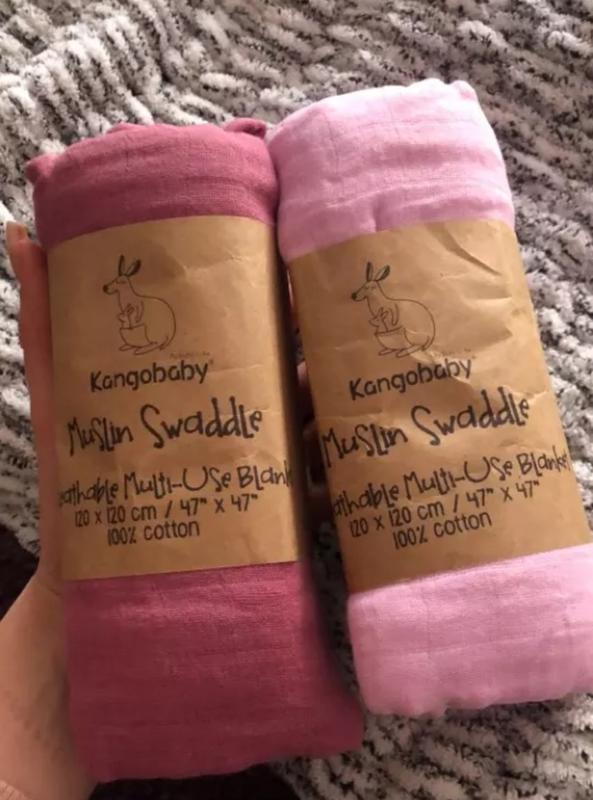 Kangobaby
Muslin Swaddle
athable Multi-Use Blanke
120 x 120 cm / 47" x 47"
100% cotton
Kangobaby
Muslin Swaddle
athable Multi-Use Blanket
120 x 120 cm / 47" x 47"
100% cotton